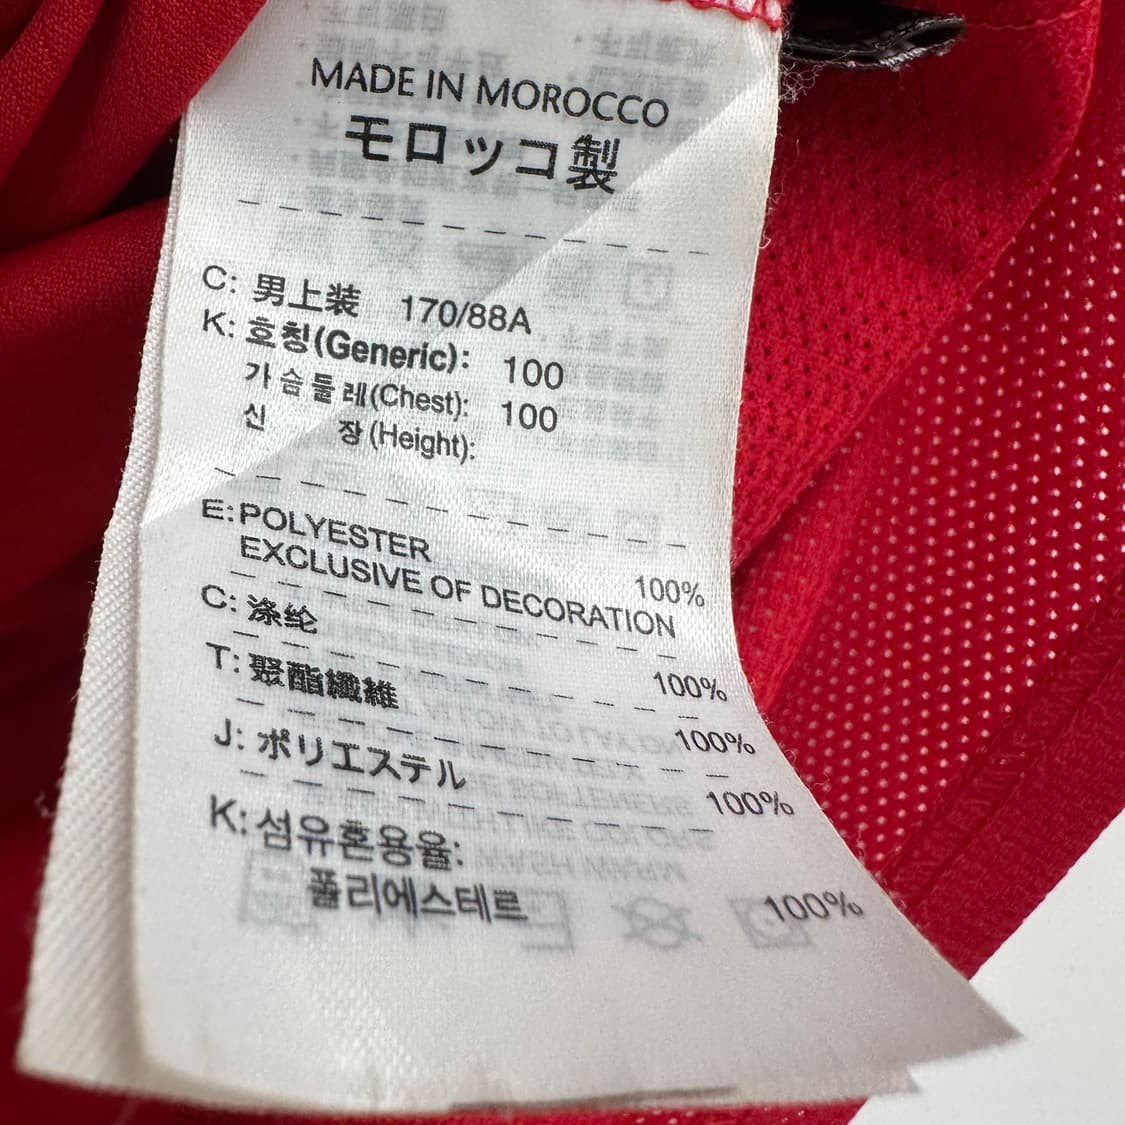 MADE IN MOROCCO
モロッコ製
C: 男上装 170/88A
K: 호칭(Generic): 100
가슴둘레(Chest): 100
신 장(Height):
E: POLYESTER 100%
EXCLUSIVE OF DECORATION
C: 涤纶 100%
T: 聚酯纖維 100%
J: ポリエステル 100%
K: 섬유혼용율:
폴리에스테르 100%